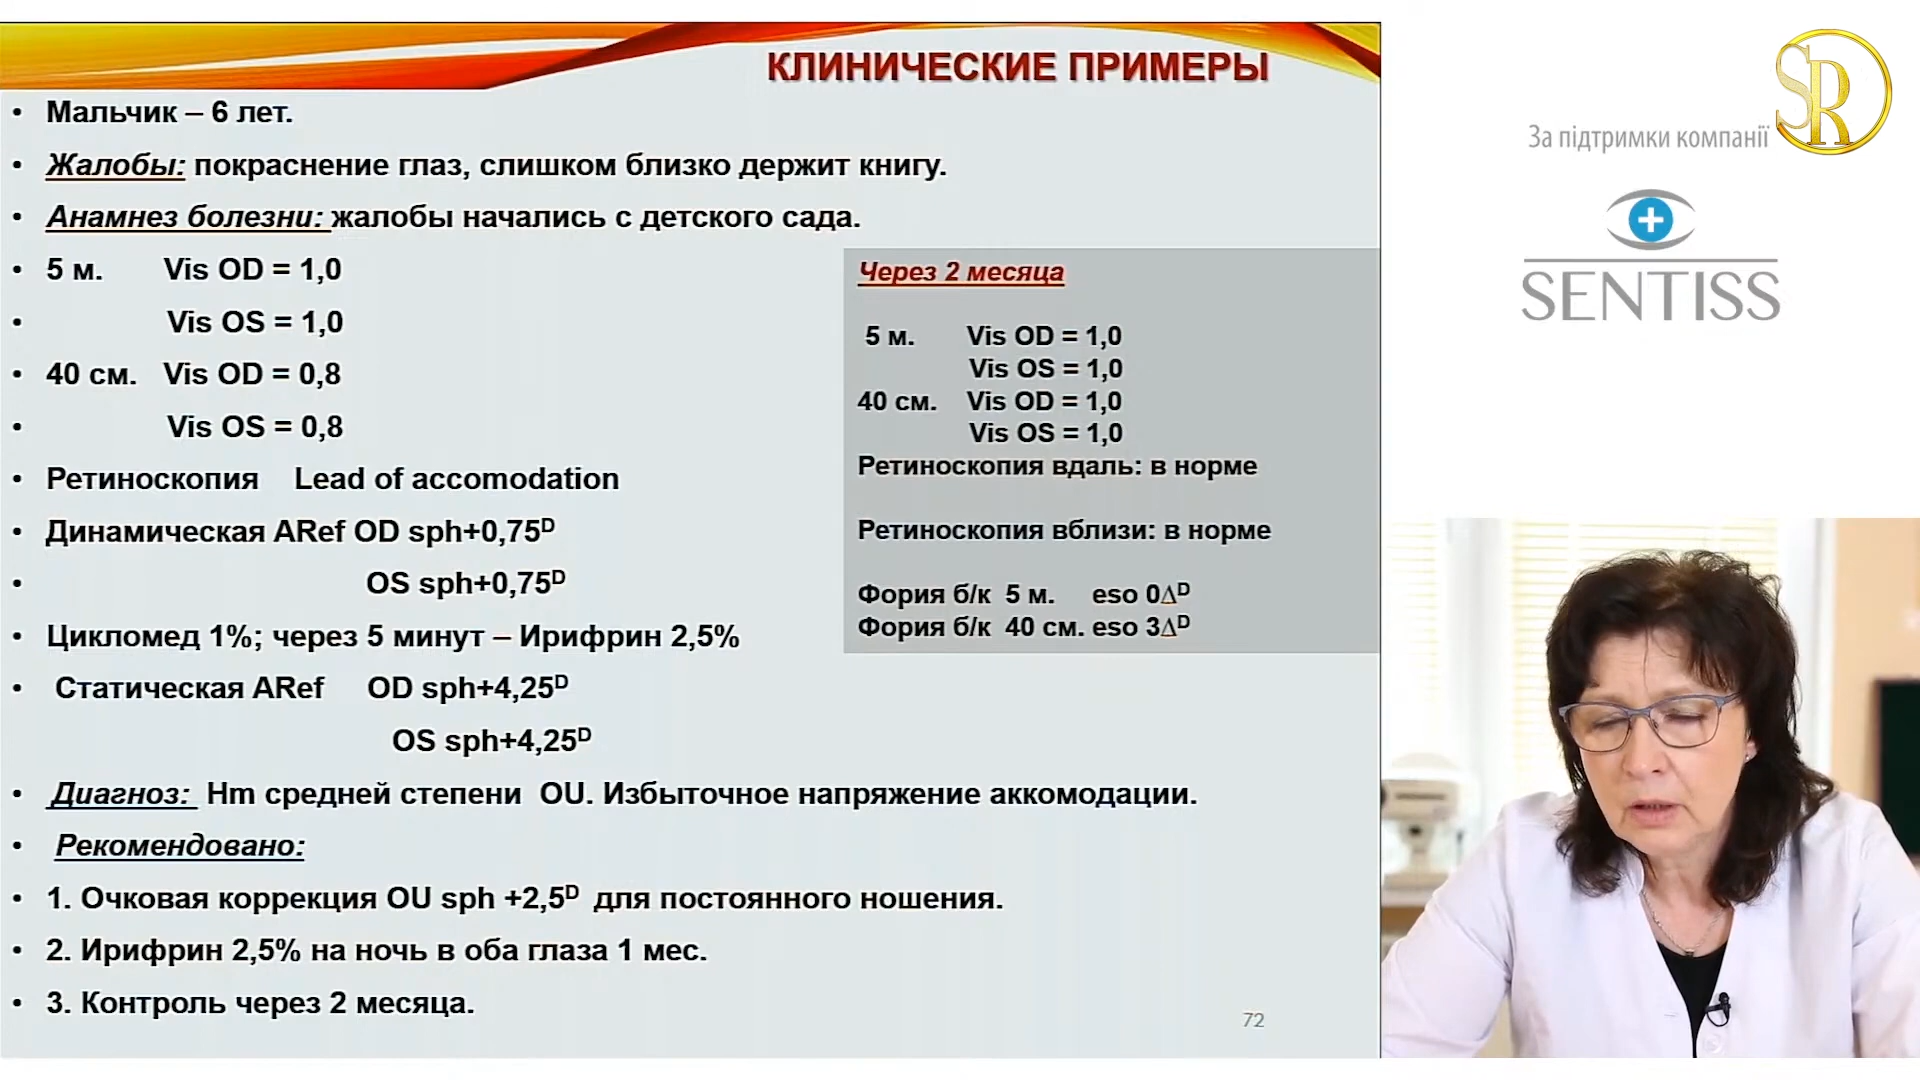 КЛИНИЧЕСКИЕ ПРИМЕРЫ
• Мальчик – 6 лет.
• Жалобы: покраснение глаз, слишком близко держит книгу.
• Анамнез болезни: жалобы начались с детского сада.
• 5 м. Vis OD = 1,0
• Vis OS = 1,0
• 40 см. Vis OD = 0,8
• Vis OS = 0,8
• Ретиноскопия Lead of accomodation
• Динамическая ARef OD sph+0,75D
• OS sph+0,75D
• Цикломед 1%; через 5 минут – Ирифрин 2,5%
• Статическая ARef OD sph+4,25D
OS sph+4,25D
• Диагноз: Hm средней степени OU. Избыточное напряжение аккомодации.
• Рекомендовано:
• 1. Очковая коррекция OU sph +2,5D для постоянного ношения.
• 2. Ирифрин 2,5% на ночь в оба глаза 1 мес.
• 3. Контроль через 2 месяца.
Через 2 месяца
5 м. Vis OD = 1,0
Vis OS = 1,0
40 см. Vis OD = 1,0
Vis OS = 1,0
Ретиноскопия вдаль: в норме
Ретиноскопия вблизи: в норме
Фория б/к 5 м. eso 0∆D
Фория б/к 40 см. eso 3∆D
72
За підтримки компанії
SR
SENTISS